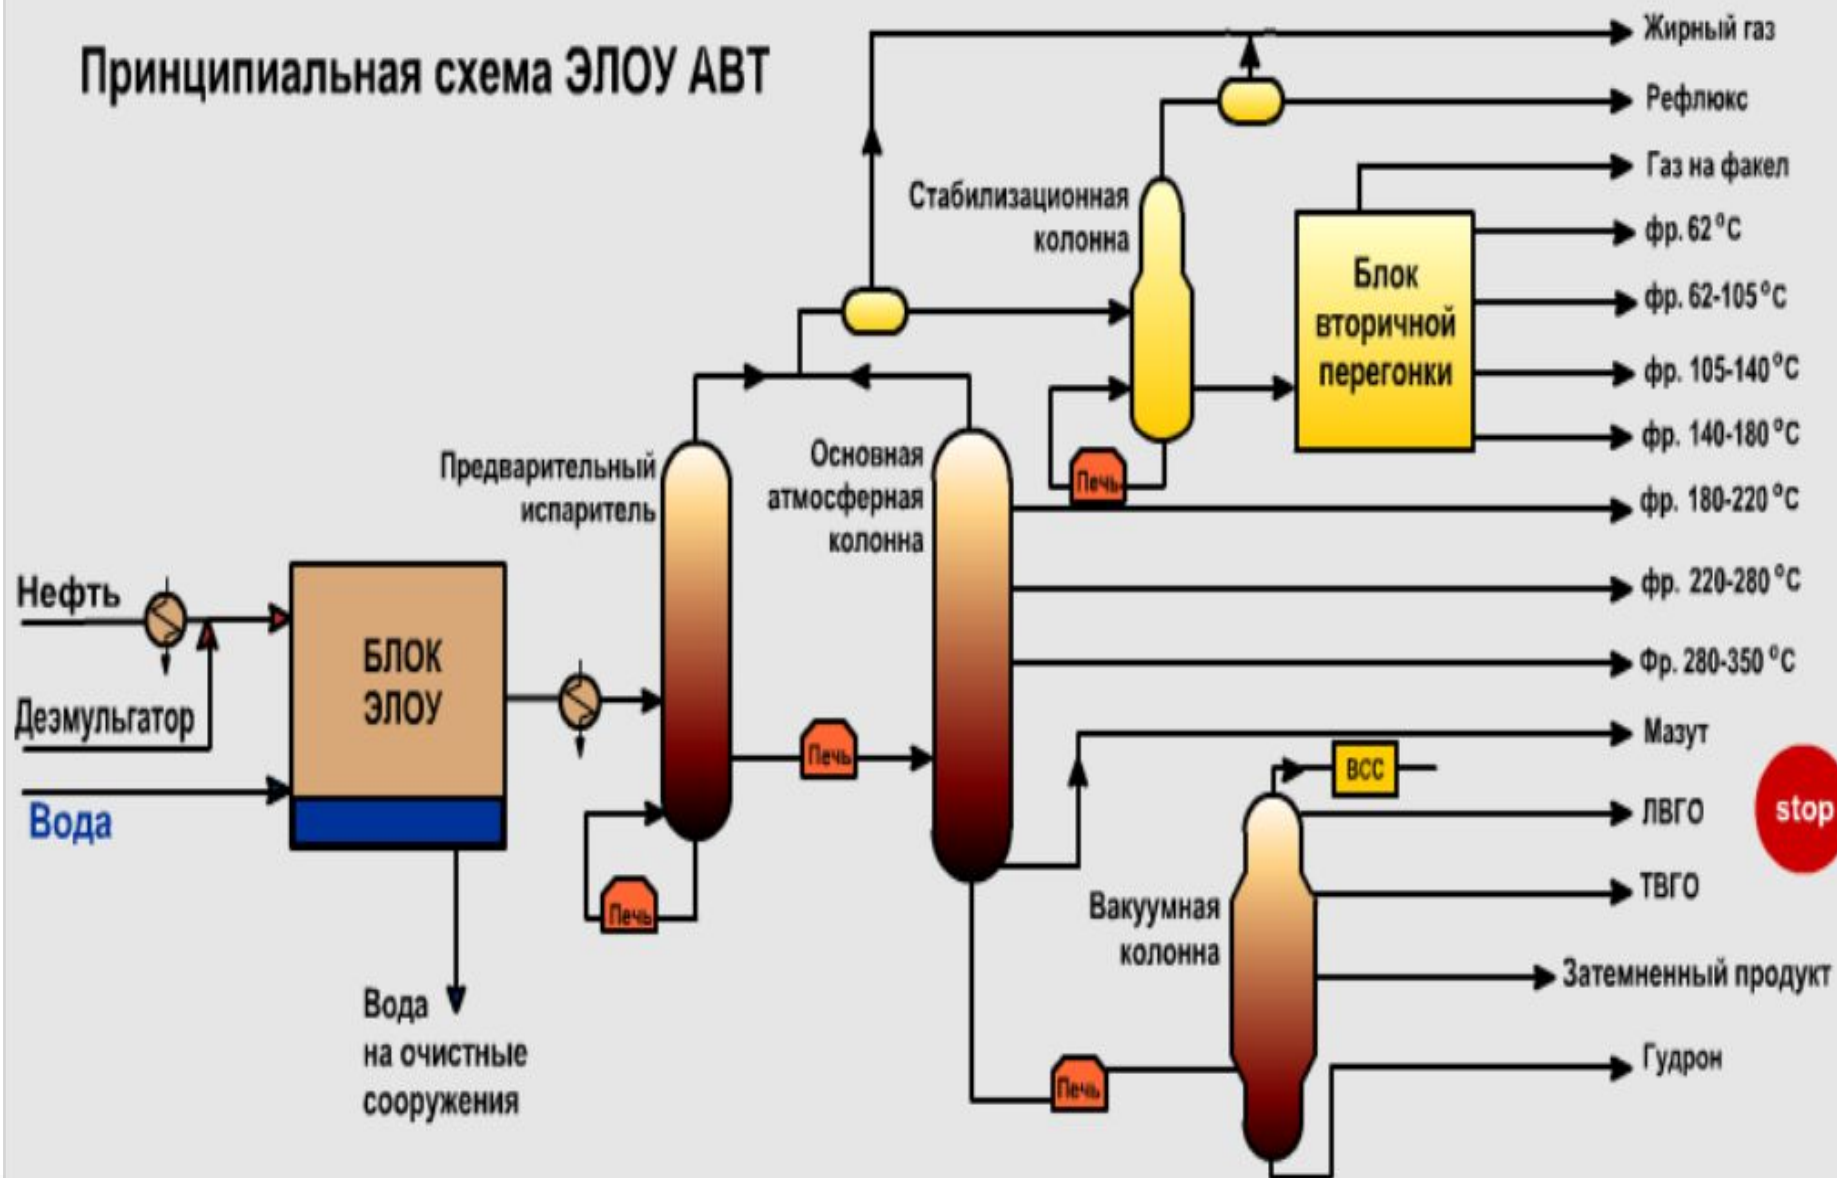 Принципиальная схема ЭЛОУ АВТ
Жирный газ
Рефлюкс
Газ на факел
Стабилизационная
колонна
фр. 62 °С
Блок
вторичной
перегонки
фр. 62-105 °С
фр. 105-140 °С
фр. 140-180 °С
Предварительный
испаритель
Основная
атмосферная
колонна
Печь
фр. 180-220 °С
фр. 220-280 °С
Фр. 280-350 °С
Нефть
БЛОК
ЭЛОУ
Деэмульгатор
Вода
Печь
Мазут
ВСС
ЛВГО
stop
ТВГО
Печь
Вакуумная
колонна
Затемненный продукт
Вода
на очистные
сооружения
Печь
Гудрон